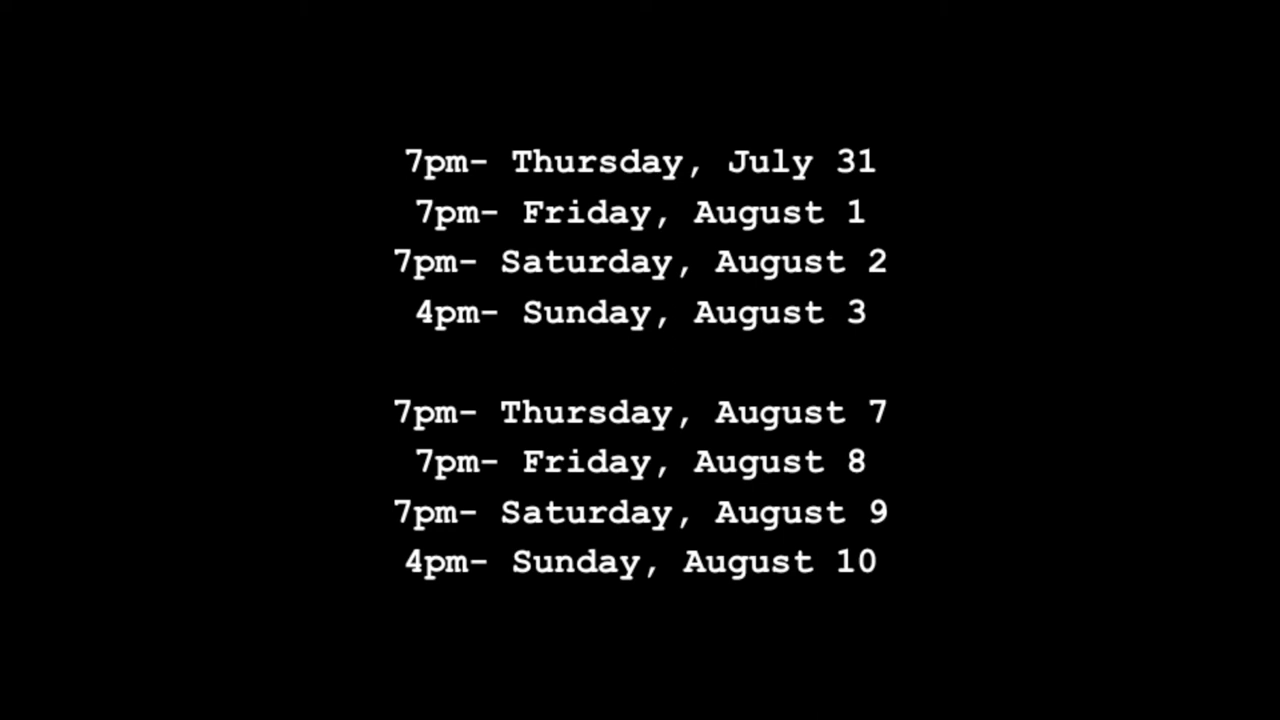 7pm- Thursday, July 31
7pm- Friday, August 1
7pm- Saturday, August 2
4pm- Sunday, August 3
7pm- Thursday, August 7
7pm- Friday, August 8
7pm- Saturday, August 9
4pm- Sunday, August 10